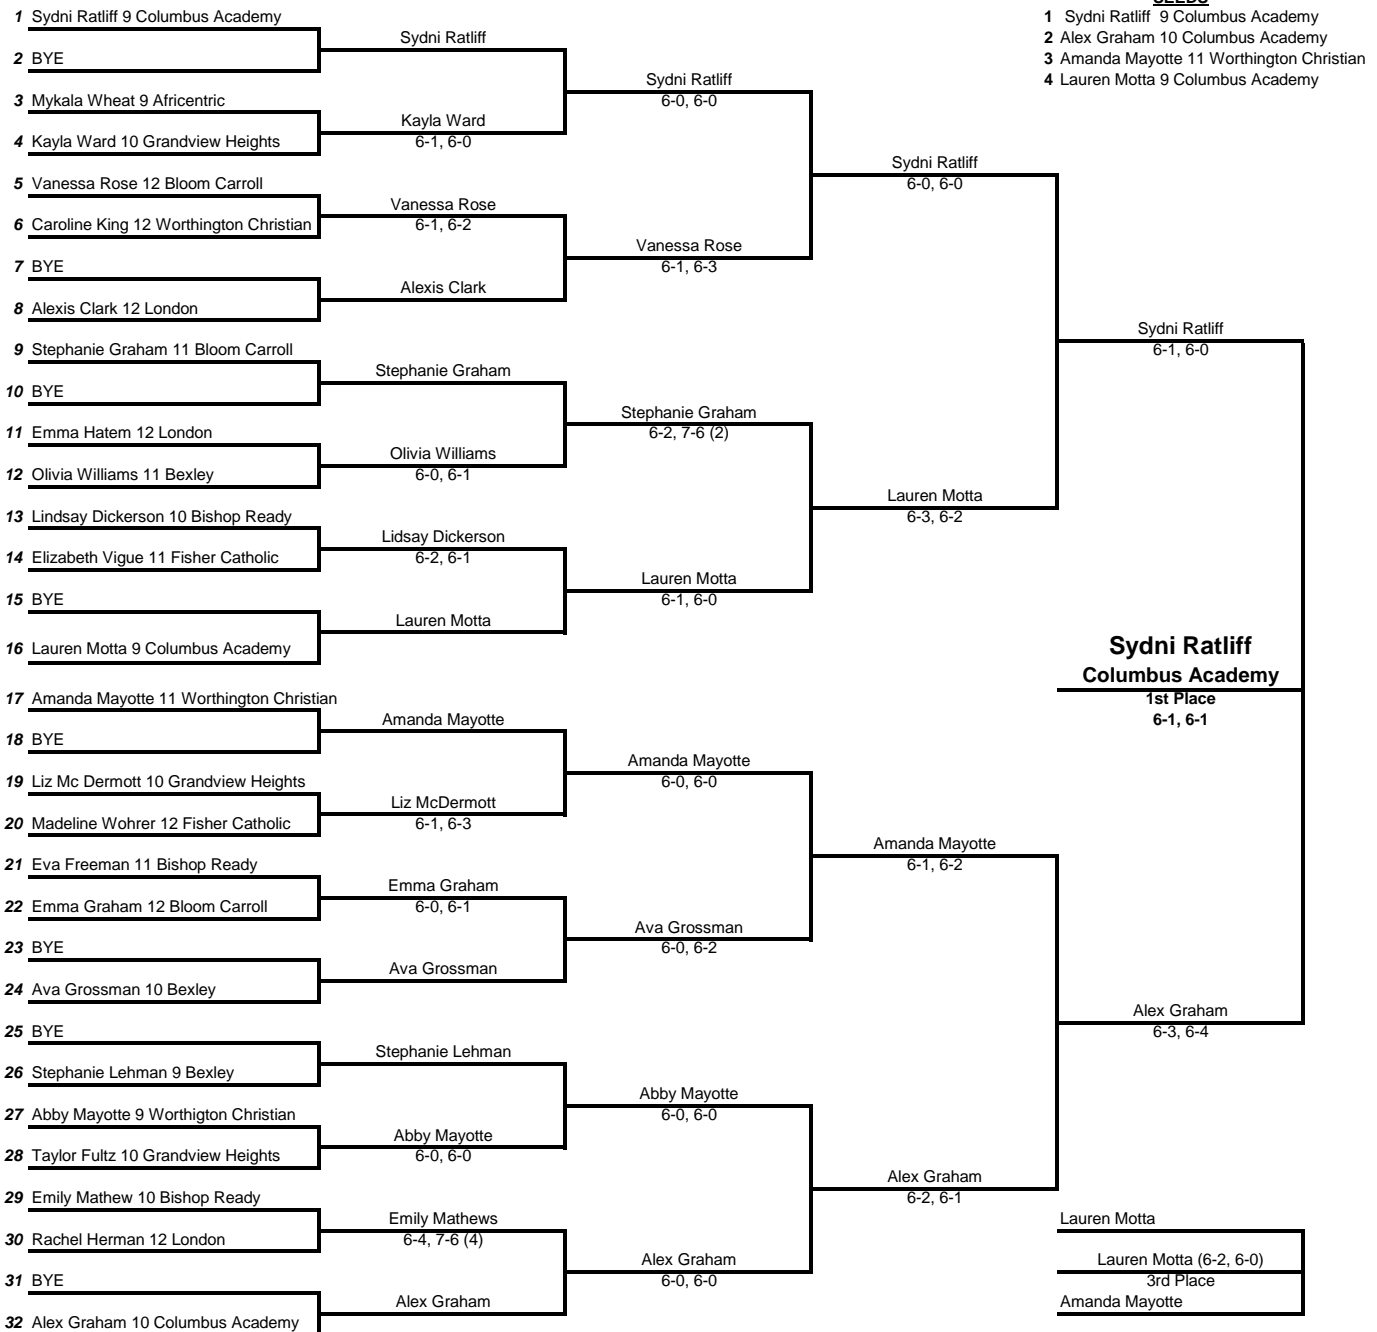 SEEDS
1 Sydni Ratliff 9 Columbus Academy
2 Alex Graham 10 Columbus Academy
3 Amanda Mayotte 11 Worthington Christian
4 Lauren Motta 9 Columbus Academy
1 Sydni Ratliff 9 Columbus Academy
2 BYE
3 Mykala Wheat 9 Africentric
4 Kayla Ward 10 Grandview Heights
5 Vanessa Rose 12 Bloom Carroll
6 Caroline King 12 Worthington Christian
7 BYE
8 Alexis Clark 12 London
9 Stephanie Graham 11 Bloom Carroll
10 BYE
11 Emma Hatem 12 London
12 Olivia Williams 11 Bexley
13 Lindsay Dickerson 10 Bishop Ready
14 Elizabeth Vigue 11 Fisher Catholic
15 BYE
16 Lauren Motta 9 Columbus Academy
17 Amanda Mayotte 11 Worthington Christian
18 BYE
19 Liz Mc Dermott 10 Grandview Heights
20 Madeline Wohrer 12 Fisher Catholic
21 Eva Freeman 11 Bishop Ready
22 Emma Graham 12 Bloom Carroll
23 BYE
24 Ava Grossman 10 Bexley
25 BYE
26 Stephanie Lehman 9 Bexley
27 Abby Mayotte 9 Worthigton Christian
28 Taylor Fultz 10 Grandview Heights
29 Emily Mathew 10 Bishop Ready
30 Rachel Herman 12 London
31 BYE
32 Alex Graham 10 Columbus Academy
Sydni Ratliff
Kayla Ward
6-1, 6-0
Vanessa Rose
6-1, 6-2
Alexis Clark
Stephanie Graham
Olivia Williams
6-0, 6-1
Lidsay Dickerson
6-2, 6-1
Lauren Motta
Amanda Mayotte
Liz McDermott
6-1, 6-3
Emma Graham
6-0, 6-1
Ava Grossman
Stephanie Lehman
Abby Mayotte
6-0, 6-0
Emily Mathews
6-4, 7-6 (4)
Alex Graham
Sydni Ratliff
6-0, 6-0
Vanessa Rose
6-1, 6-3
Stephanie Graham
6-2, 7-6 (2)
Lauren Motta
6-1, 6-0
Amanda Mayotte
6-0, 6-0
Ava Grossman
6-0, 6-2
Abby Mayotte
6-0, 6-0
Alex Graham
6-0, 6-0
Sydni Ratliff
6-0, 6-0
Lauren Motta
6-3, 6-2
Amanda Mayotte
6-1, 6-2
Alex Graham
6-2, 6-1
Sydni Ratliff
6-1, 6-0
Alex Graham
6-3, 6-4
Sydni Ratliff
Columbus Academy
1st Place
6-1, 6-1
Lauren Motta
Lauren Motta (6-2, 6-0)
3rd Place
Amanda Mayotte